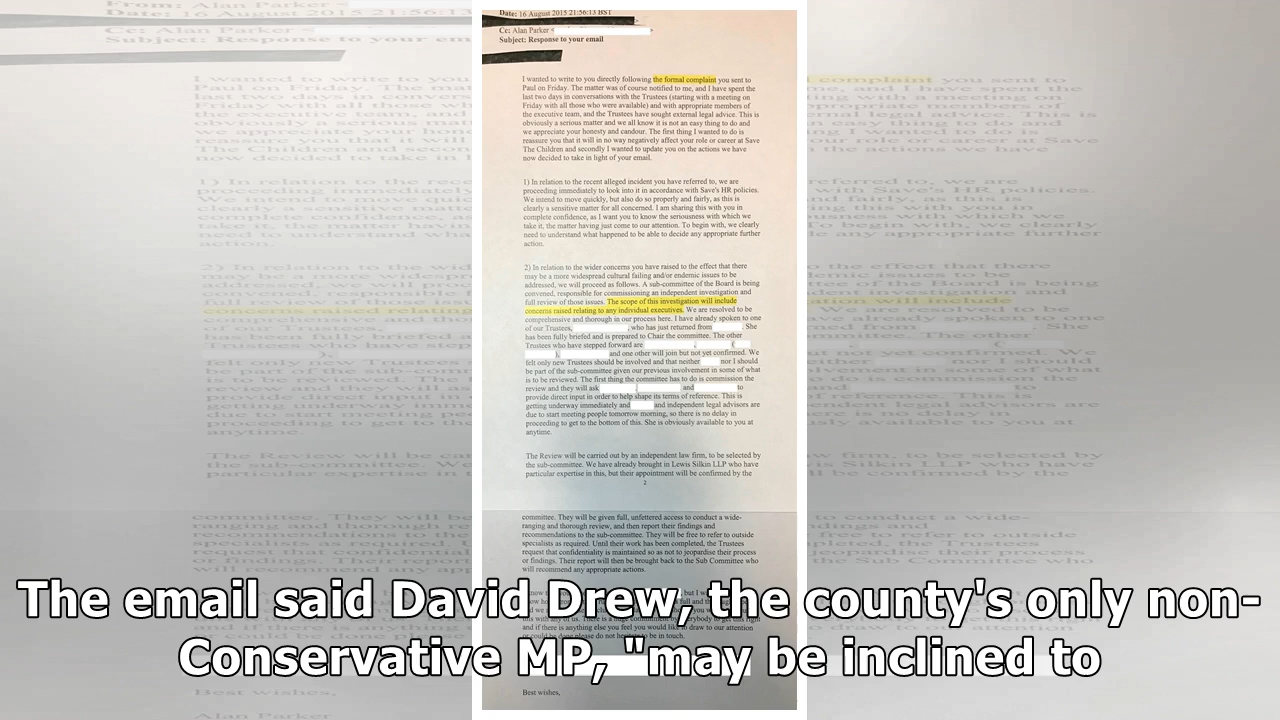 Date: 16 August 2015 21:56:13 BST
Cc: Alan Parker <
Subject: Response to your email
I wanted to write to you directly following the formal complaint you sent to
Paul on Friday. The matter was of course notified to me, and I have spent the
last two days in conversations with the Trustees (starting with a meeting on
Friday with all those who were available) and with appropriate members of
the executive team, and the Trustees have sought external legal advice. This is
obviously a serious matter and we all know it is not an easy thing to do and
we appreciate your honesty and candour. The first thing I wanted to do is
reassure you that it will in no way negatively affect your role or career at Save
The Children and secondly I wanted to update you on the actions we have
now decided to take in light of your email.
1) In relation to the recent alleged incident you have referred to, we are
proceeding immediately to look into it in accordance with Save's HR policies.
We intend to move quickly, but also do so properly and fairly, as this is
clearly a sensitive matter for all concerned. I am sharing this with you in
complete confidence, as I want you to know the seriousness with which we
take it, the matter having just come to our attention. To begin with, we clearly
need to understand what happened to be able to decide any appropriate further
action.
2) In relation to the wider concerns you have raised to the effect that there
may be a more widespread cultural failing and/or endemic issues to be
addressed, we will proceed as follows. A sub-committee of the Board is being
convened, responsible for commissioning an independent investigation and
full review of those issues. The scope of this investigation will include
concerns raised relating to any individual executives. We are resolved to be
comprehensive and thorough in our process here. I have already spoken to one
of our Trustees, , who has just returned from . She
has been fully briefed and is prepared to Chair the committee. The other
Trustees who have stepped forward are , (
), and one other will join but not yet confirmed. We
felt only new Trustees should be involved and that neither nor I should
be part of the sub-committee given our previous involvement in some of what
is to be reviewed. The first thing the committee has to do is commission the
review and they will ask , and to
provide direct input in order to help shape its terms of reference. This is
getting underway immediately and and independent legal advisors are
due to start meeting people tomorrow morning, so there is no delay in
proceeding to get to the bottom of this. She is obviously available to you at
anytime.
The Review will be carried out by an independent law firm, to be selected by
the sub-committee. We have already brought in Lewis Silkin LLP who have
particular expertise in this, but their appointment will be confirmed by the
2
committee. They will be given full, unfettered access to conduct a wide-
ranging and thorough review, and then report their findings and
recommendations to the sub-committee. They will be free to refer to outside
specialists as required. Until their work has been completed, the Trustees
request that confidentiality is maintained so as not to jeopardise their process
or findings. Their report will then be brought back to the Sub Committee who
will recommend any appropriate actions.
and if there is anything else you feel you would like to draw to our attention
or could be done please do not hesitate to be in touch.
The email said David Drew, the county's only non-
Conservative MP, "may be inclined to
Best wishes,
Alan Parker